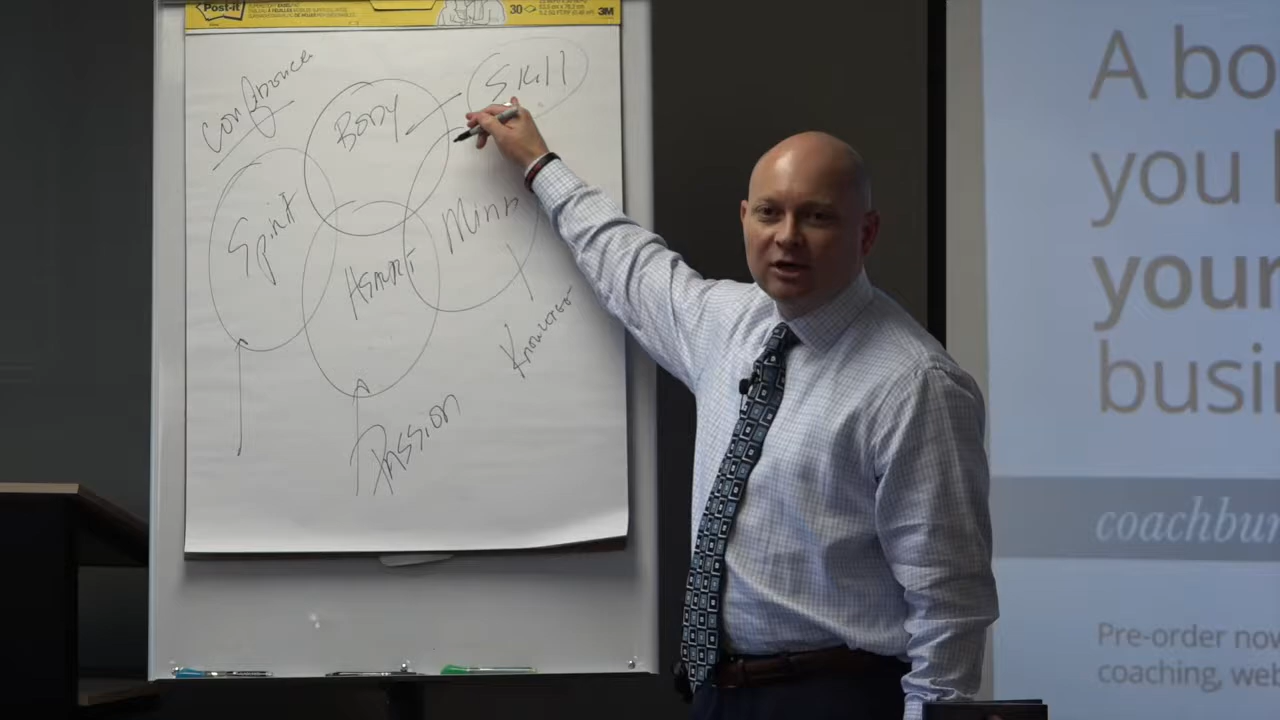 Post-it
30
3M
Confidence
Body
Skill
Spirit
Mind
Heart
Knowledge
Passion
A bo
you
your
busi
coachbur
Pre-order now
coaching, web